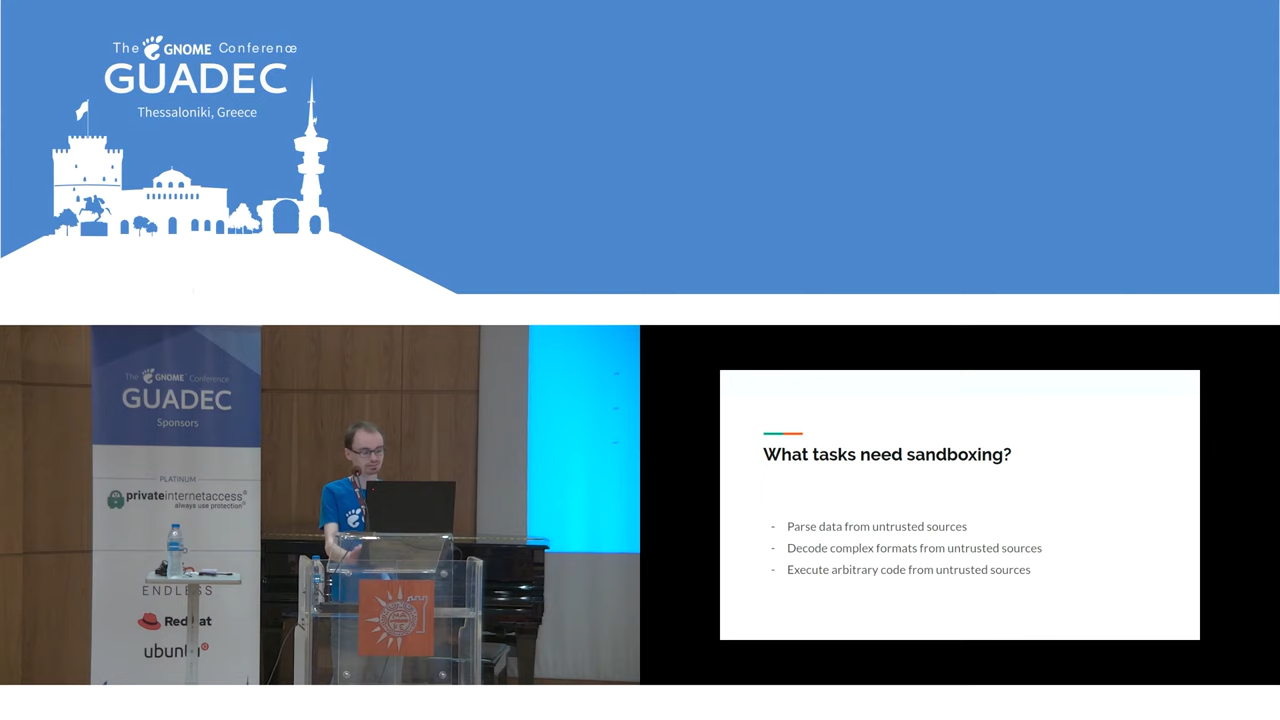 The GNOME Conference
GUADEC
Thessaloniki, Greece
The GNOME Conference
GUADEC
Sponsors
PLATINUM
privateinternetaccess®
always use protection®
ENDLESS
Red Hat
ubuntu
What tasks need sandboxing?
- Parse data from untrusted sources
- Decode complex formats from untrusted sources
- Execute arbitrary code from untrusted sources